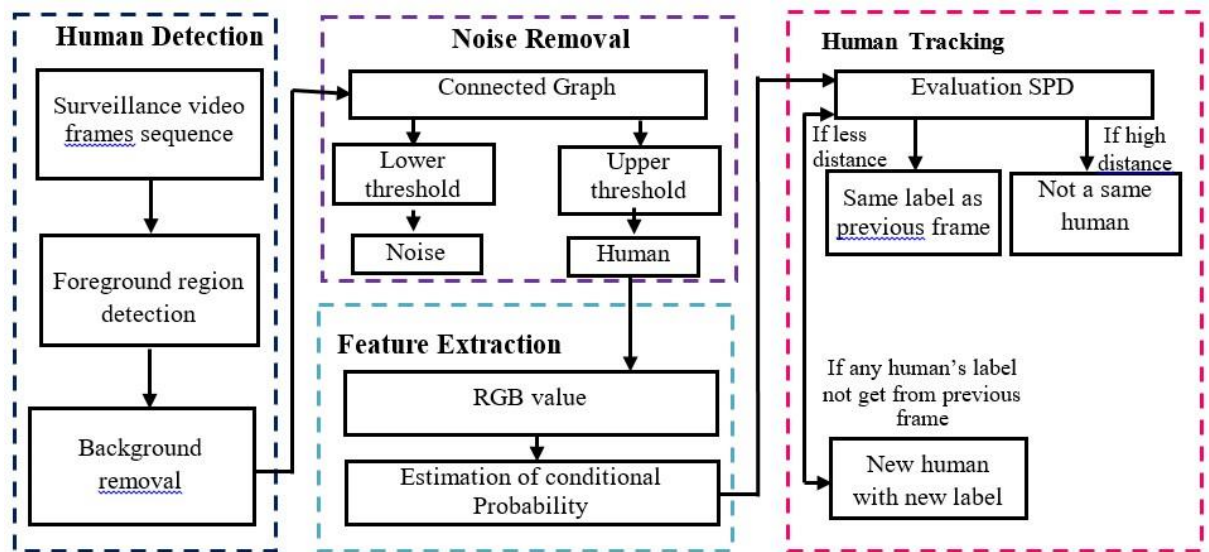 Human Detection
Surveillance video
frames sequence
Foreground region
detection
Background
removal
Noise Removal
Connected Graph
Lower
threshold
Upper
threshold
Noise
Human
Feature Extraction
RGB value
Estimation of conditional
Probability
Human Tracking
Evaluation SPD
If less
distance
If high
distance
Same label as
previous frame
Not a same
human
If any human's label
not get from previous
frame
New human
with new label